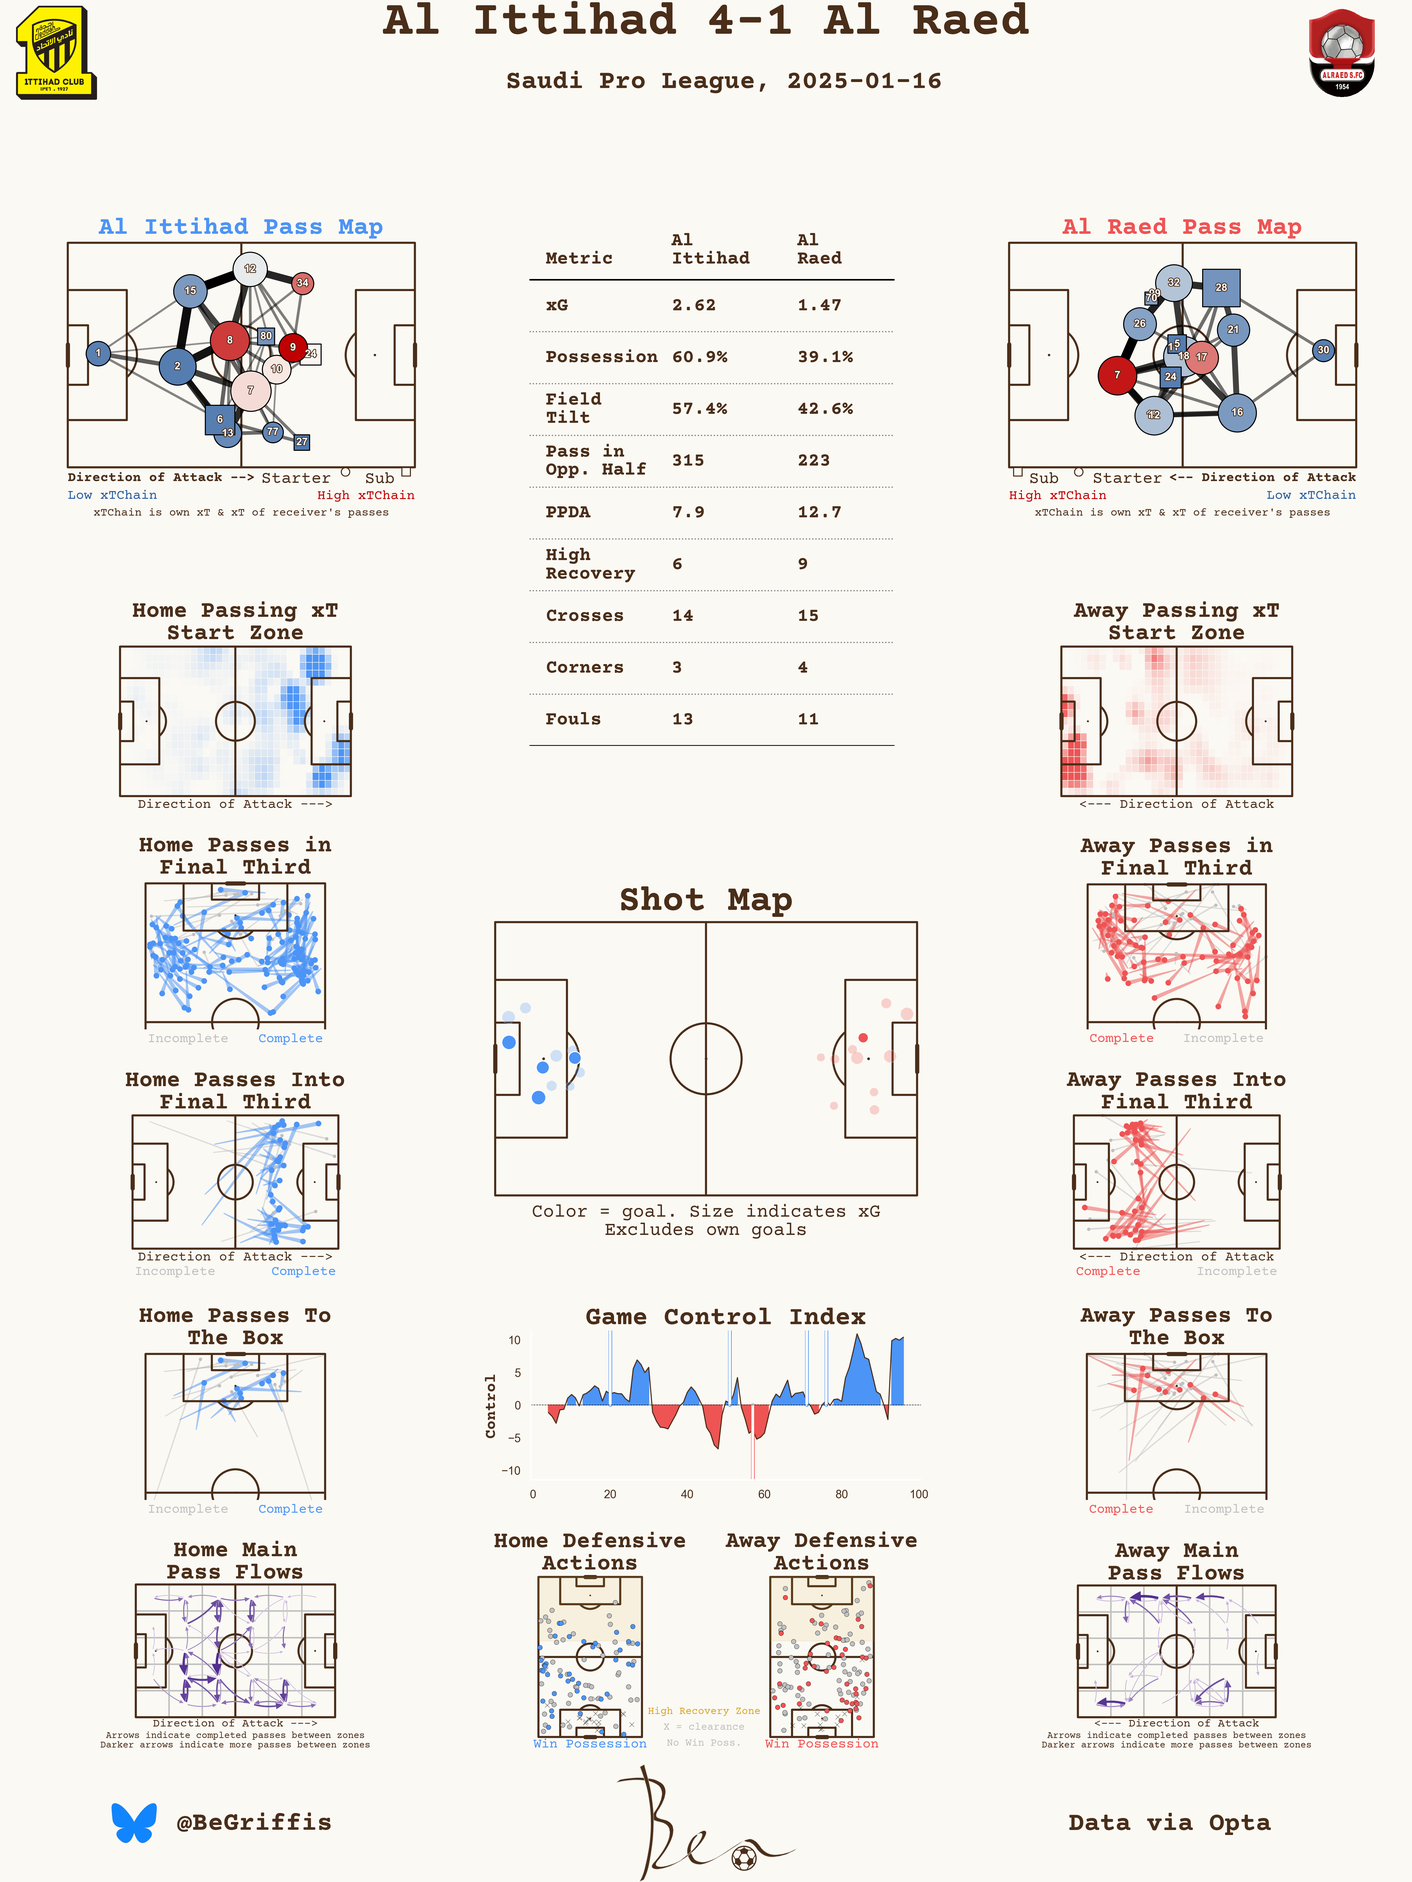 Al Ittihad 4-1 Al Raed
Saudi Pro League, 2025-01-16
ITTIHAD CLUB
ALRAED S.FC
1954
Al Ittihad Pass Map
12
34
15
8
80
9
24
1
2
10
7
6
13
77
27
Direction of Attack --> Starter Sub
Low xTChain High xTChain
xTChain is own xT & xT of receiver's passes
Metric Al Ittihad Al Raed
xG 2.62 1.47
Possession 60.9% 39.1%
Field Tilt 57.4% 42.6%
Pass in Opp. Half 315 223
PPDA 7.9 12.7
High Recovery 6 9
Crosses 14 15
Corners 3 4
Fouls 13 11
Al Raed Pass Map
32
28
70
26
21
5
18
17
30
7
24
12
16
Sub Starter <-- Direction of Attack
High xTChain Low xTChain
xTChain is own xT & xT of receiver's passes
Home Passing xT
Start Zone
Direction of Attack --->
Away Passing xT
Start Zone
<--- Direction of Attack
Home Passes in
Final Third
Incomplete Complete
Away Passes in
Final Third
Complete Incomplete
Shot Map
Color = goal. Size indicates xG
Excludes own goals
Home Passes Into
Final Third
Direction of Attack --->
Incomplete Complete
Away Passes Into
Final Third
<--- Direction of Attack
Complete Incomplete
Home Passes To
The Box
Incomplete Complete
Game Control Index
Control
10
5
0
−5
−10
0 20 40 60 80 100
Away Passes To
The Box
Complete Incomplete
Home Main
Pass Flows
Direction of Attack --->
Arrows indicate completed passes between zones
Darker arrows indicate more passes between zones
Home Defensive
Actions
Win Possession
Away Defensive
Actions
Win Possession
High Recovery Zone
X = clearance
No Win Poss.
Away Main
Pass Flows
<--- Direction of Attack
Arrows indicate completed passes between zones
Darker arrows indicate more passes between zones
@BeGriffis
Ben
Data via Opta